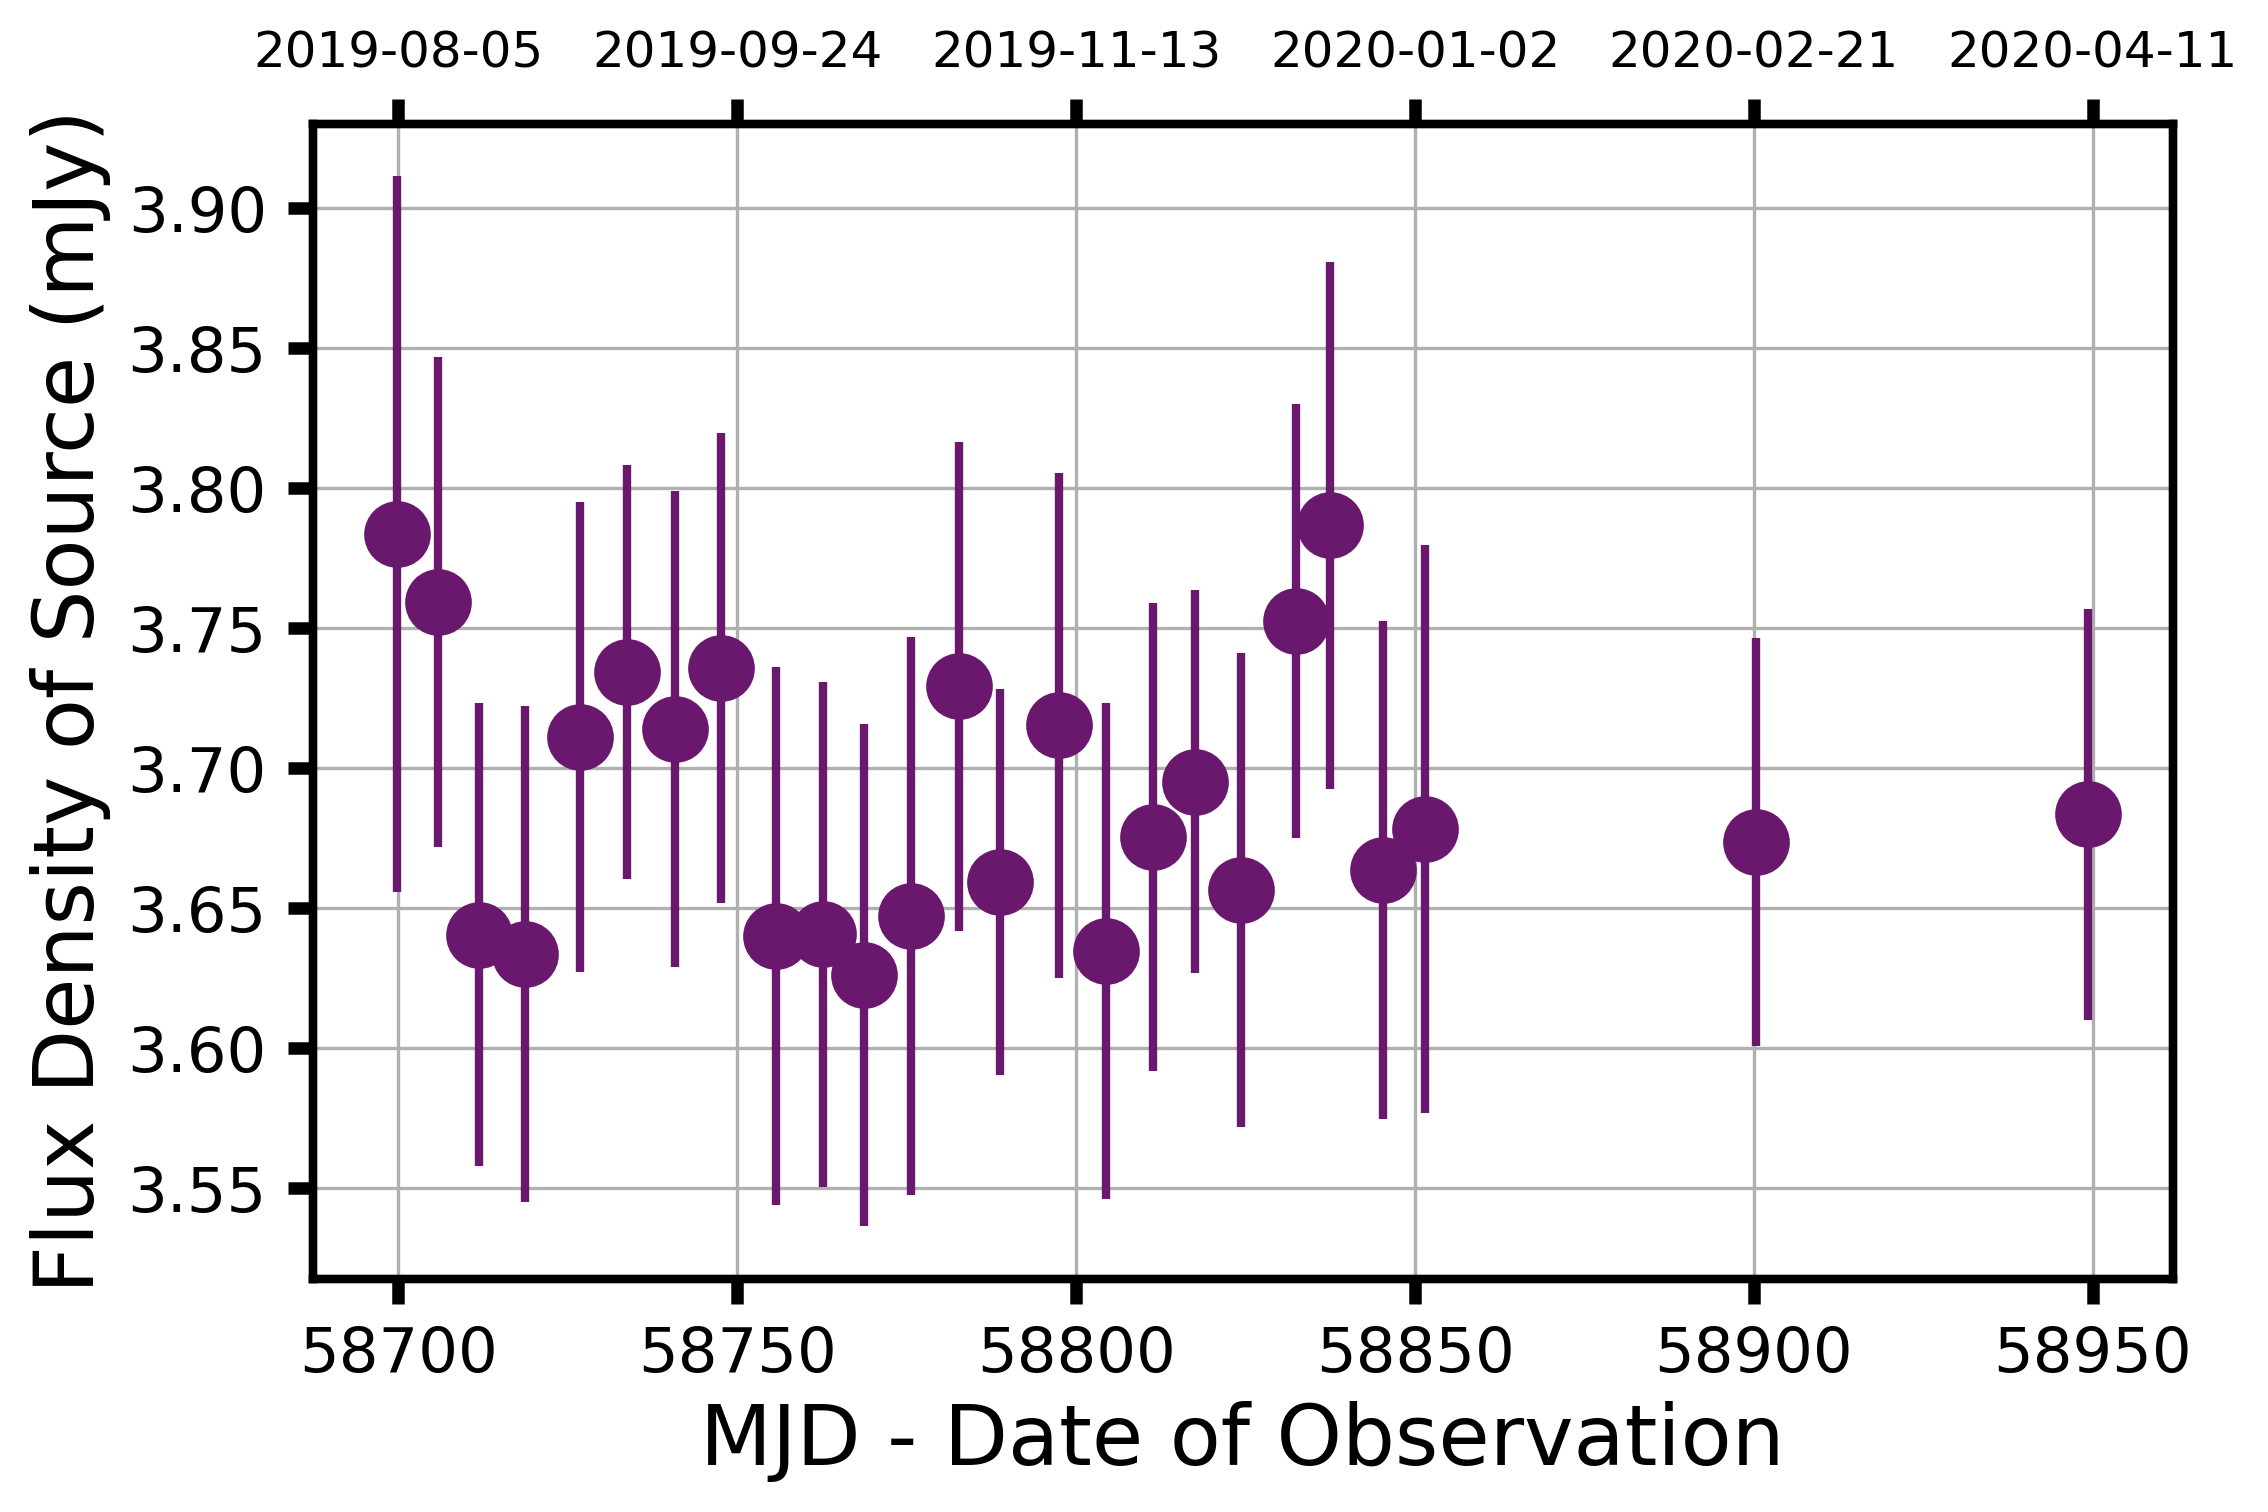 2019-08-05 2019-09-24 2019-11-13 2020-01-02 2020-02-21 2020-04-11
Flux Density of Source (mJy)
3.90
3.85
3.80
3.75
3.70
3.65
3.60
3.55
58700 58750 58800 58850 58900 58950
MJD - Date of Observation